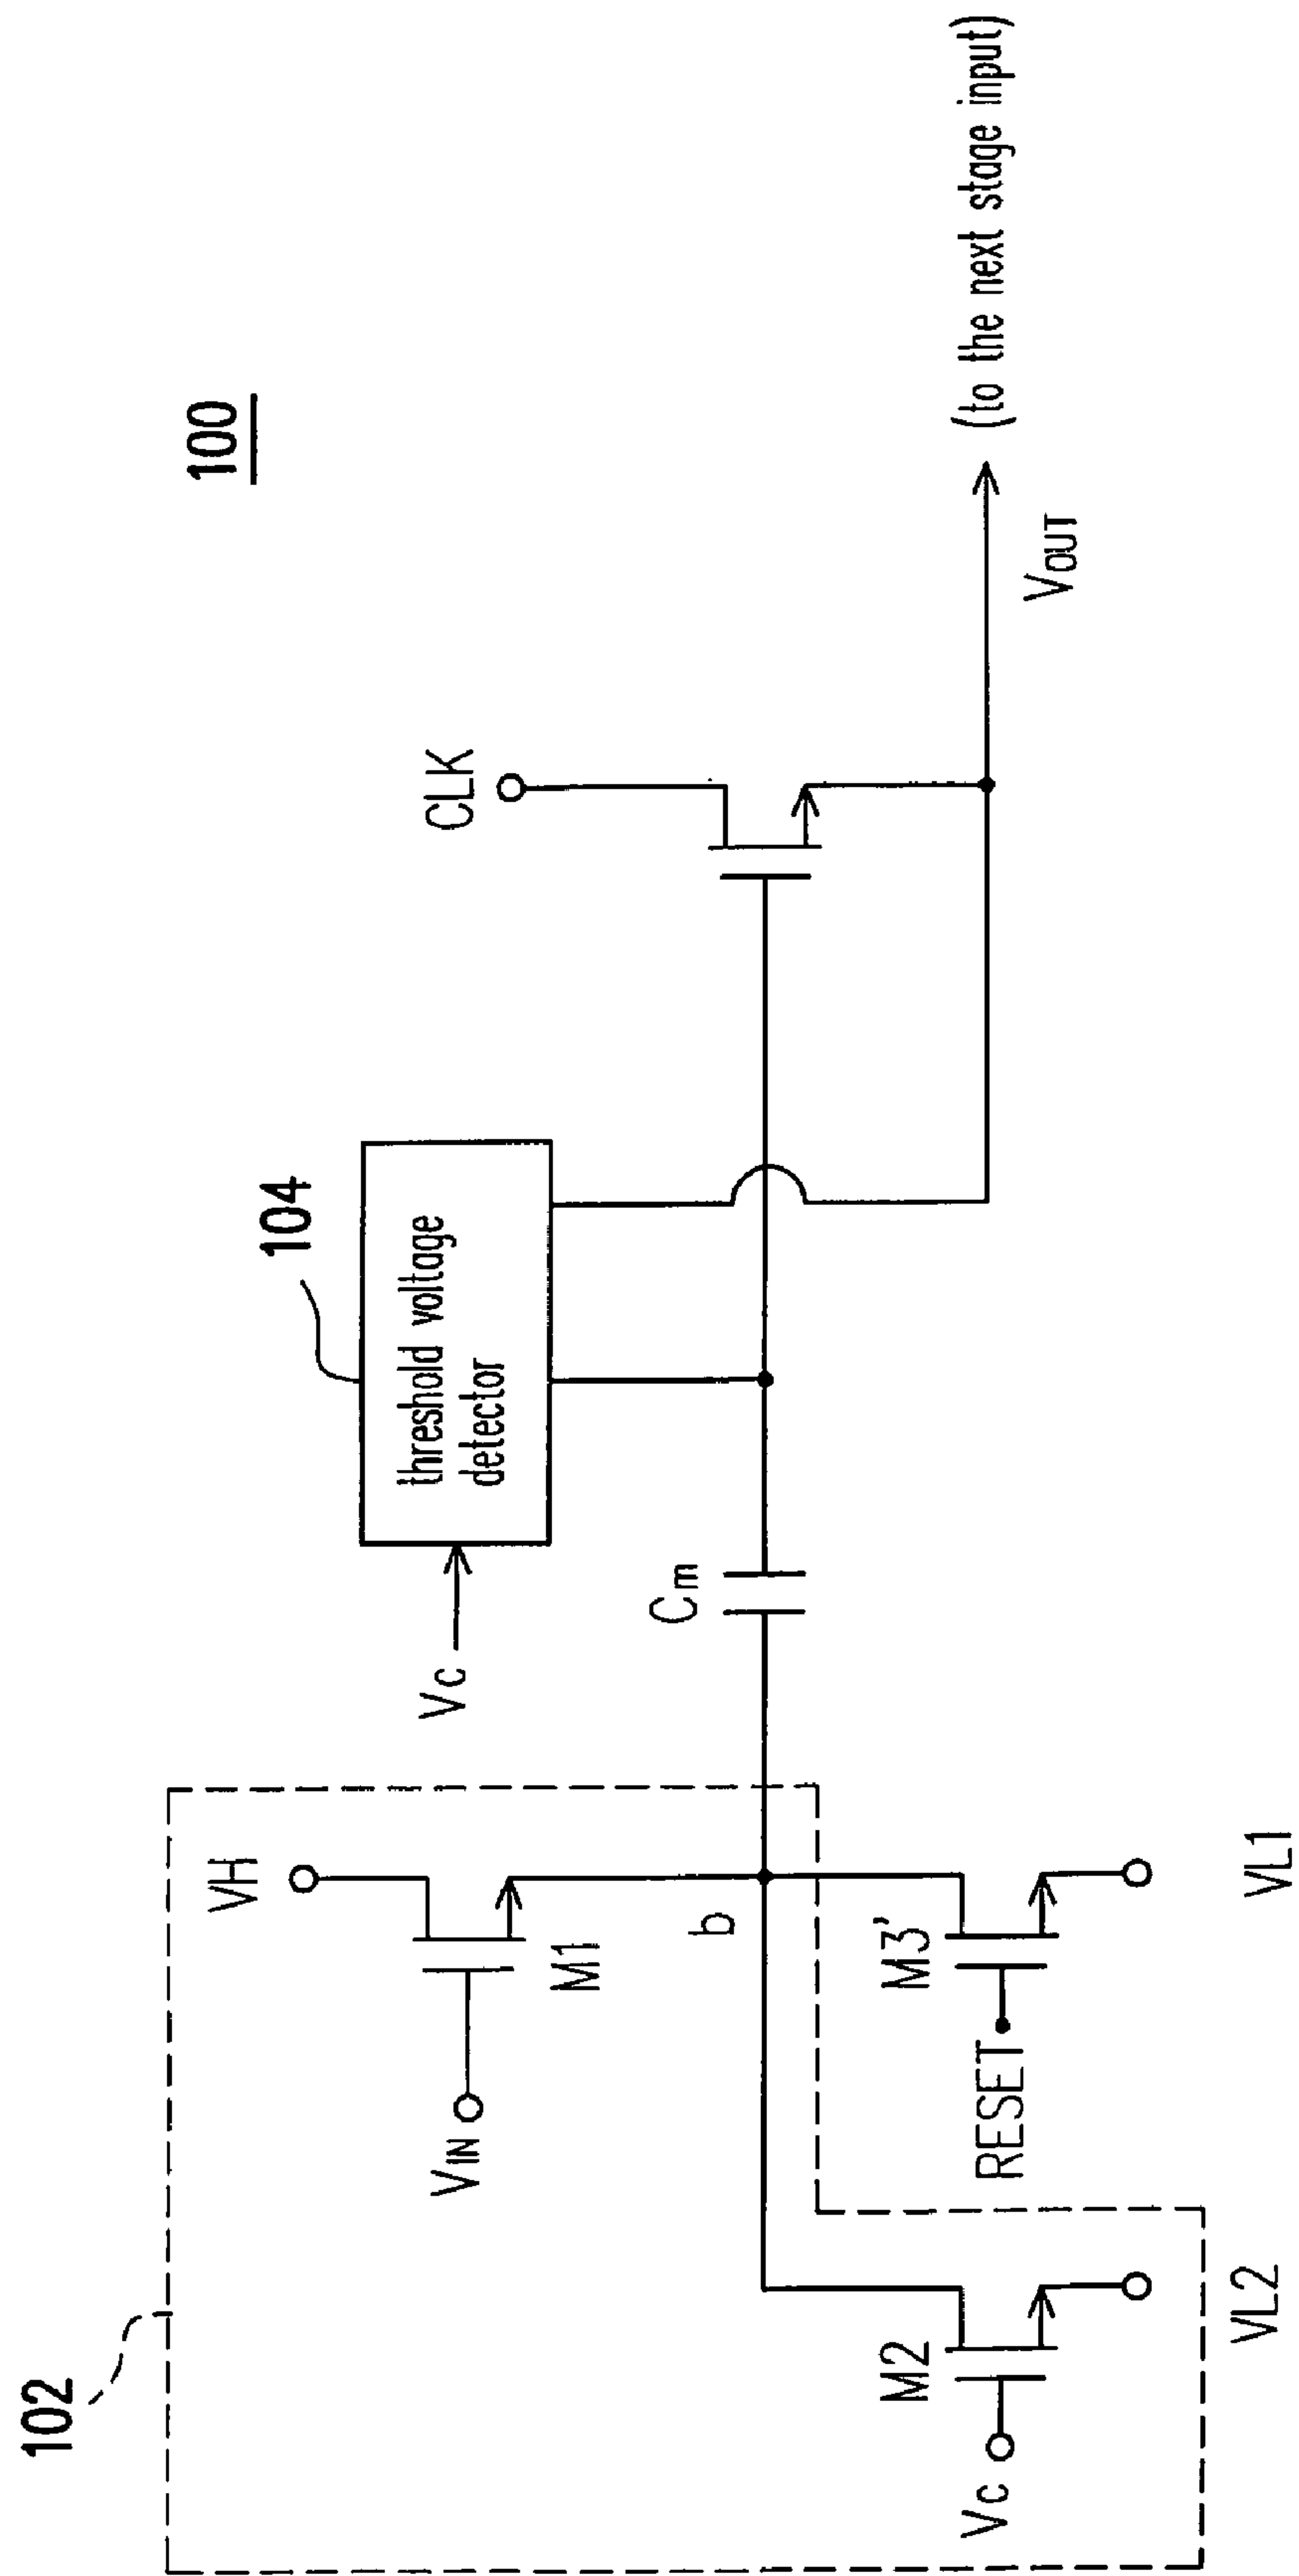 100
102
104
VH
CLK
threshold voltage
detector
Vc
VIN
M1
Cm
b
(to the next stage input)
VOUT
M2
M3'
Vc
RESET
VL2
VL1